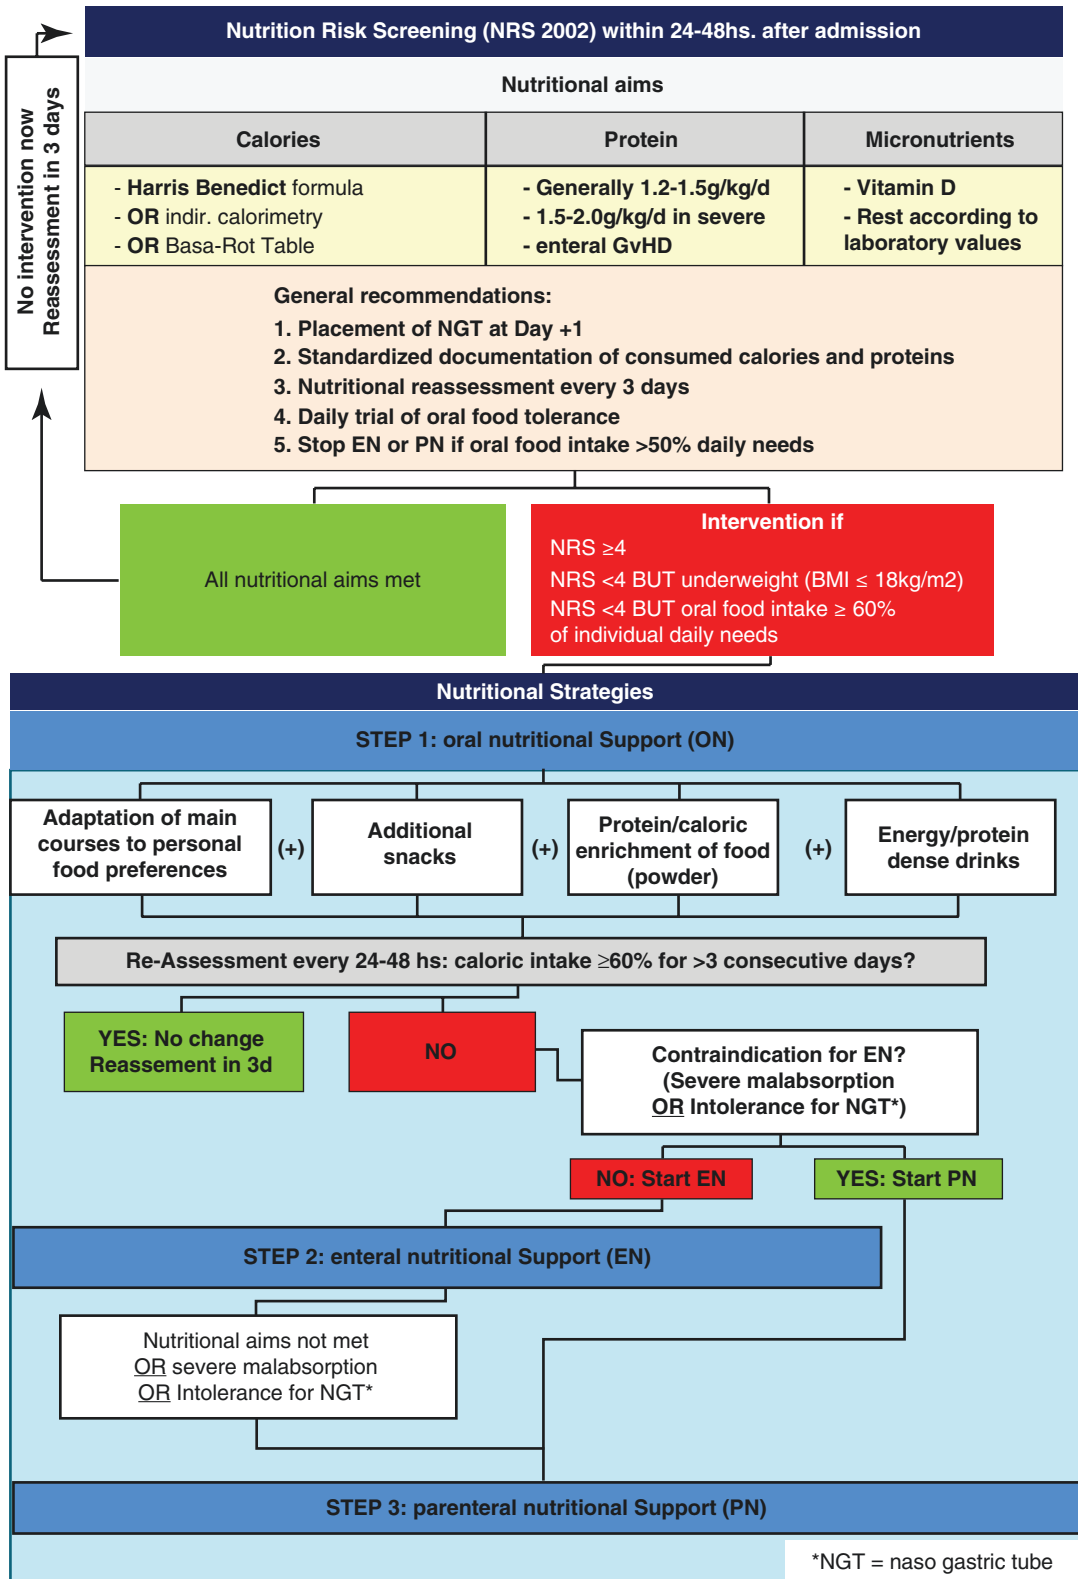 Nutrition Risk Screening (NRS 2002) within 24-48hs. after admission
No intervention now
Reassessment in 3 days
Nutritional aims
Calories
Protein
Micronutrients
- Harris Benedict formula
- OR indir. calorimetry
- OR Basa-Rot Table
- Generally 1.2-1.5g/kg/d
- 1.5-2.0g/kg/d in severe
- enteral GvHD
- Vitamin D
- Rest according to
laboratory values
General recommendations:
1. Placement of NGT at Day +1
2. Standardized documentation of consumed calories and proteins
3. Nutritional reassessment every 3 days
4. Daily trial of oral food tolerance
5. Stop EN or PN if oral food intake >50% daily needs
All nutritional aims met
Intervention if
NRS ≥4
NRS <4 BUT underweight (BMI ≤ 18kg/m2)
NRS <4 BUT oral food intake ≥ 60%
of individual daily needs
Nutritional Strategies
STEP 1: oral nutritional Support (ON)
Adaptation of main
courses to personal
food preferences
(+)
Additional
snacks
(+)
Protein/caloric
enrichment of food
(powder)
(+)
Energy/protein
dense drinks
Re-Assessment every 24-48 hs: caloric intake ≥60% for >3 consecutive days?
YES: No change
Reassement in 3d
NO
Contraindication for EN?
(Severe malabsorption
OR Intolerance for NGT*)
NO: Start EN
YES: Start PN
STEP 2: enteral nutritional Support (EN)
Nutritional aims not met
OR severe malabsorption
OR Intolerance for NGT*
STEP 3: parenteral nutritional Support (PN)
*NGT = naso gastric tube